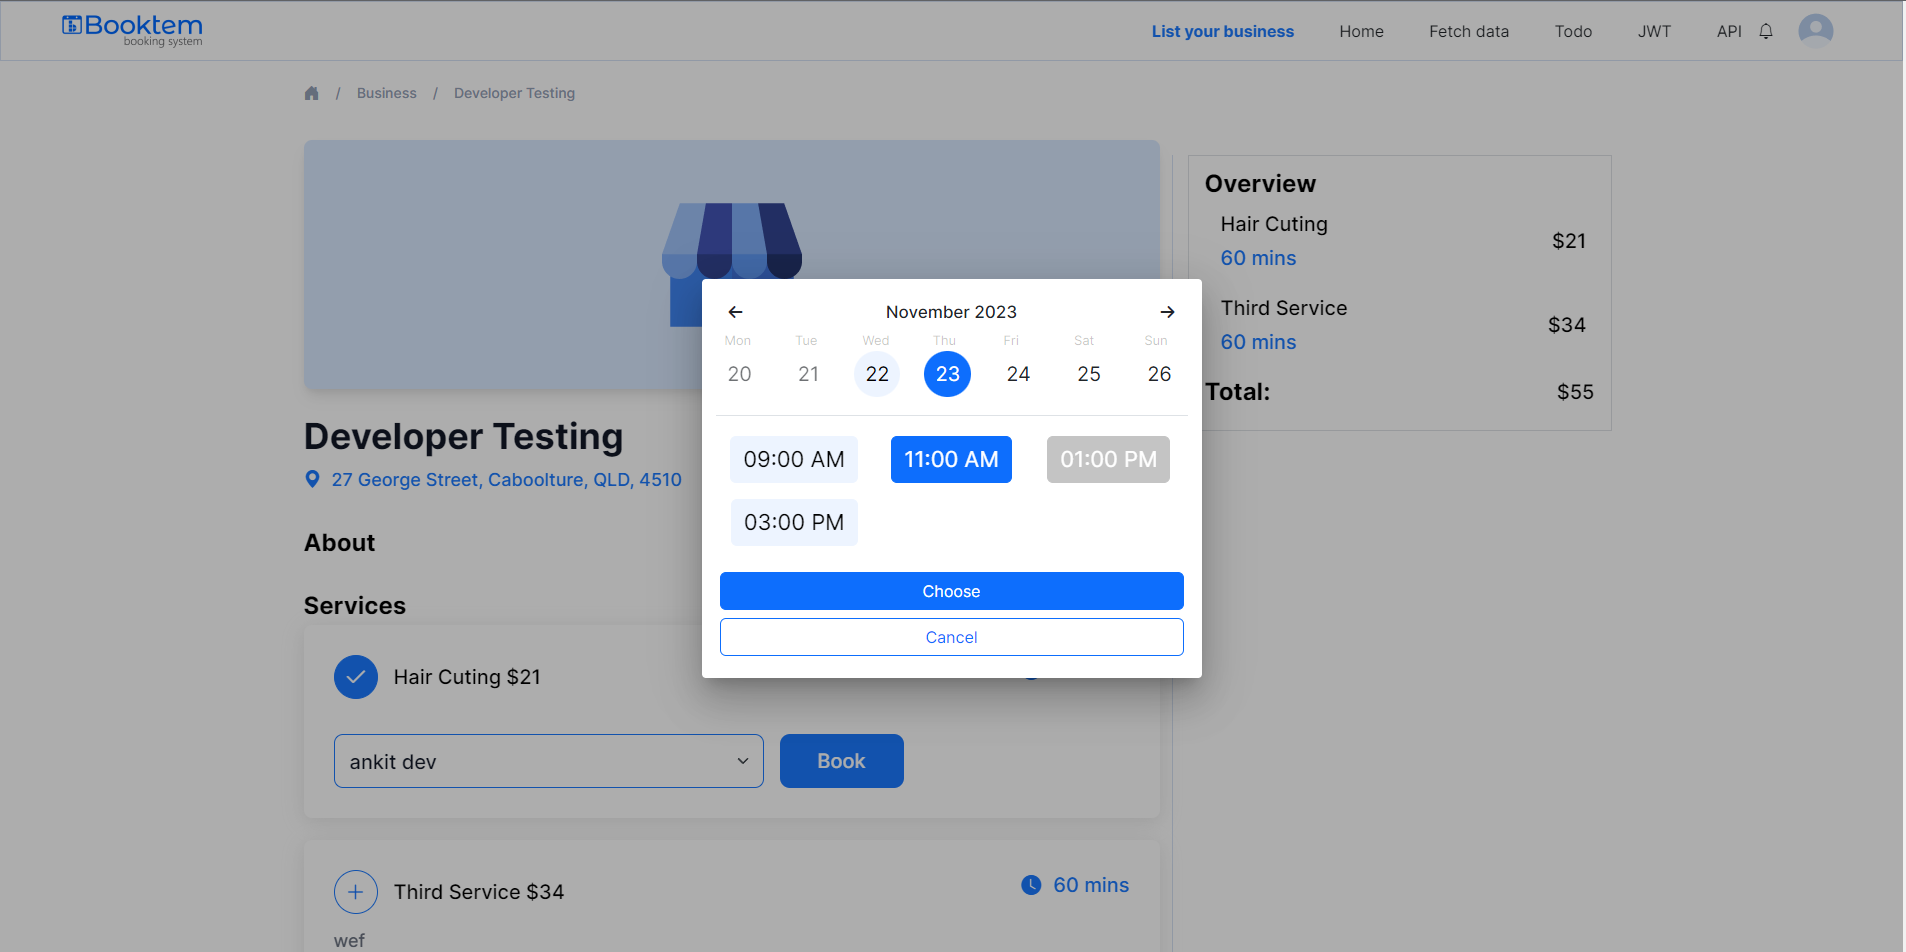 Booktem
booking system
List your business Home Fetch data Todo JWT API
/ Business / Developer Testing
Overview
Hair Cuting
$21
60 mins
Third Service
$34
60 mins
Total: $55
November 2023
Mon Tue Wed Thu Fri Sat Sun
20 21 22 23 24 25 26
09:00 AM 11:00 AM 01:00 PM
03:00 PM
Choose
Cancel
Developer Testing
27 George Street, Caboolture, QLD, 4510
About
Services
Hair Cuting $21
ankit dev Book
Third Service $34 60 mins
wef